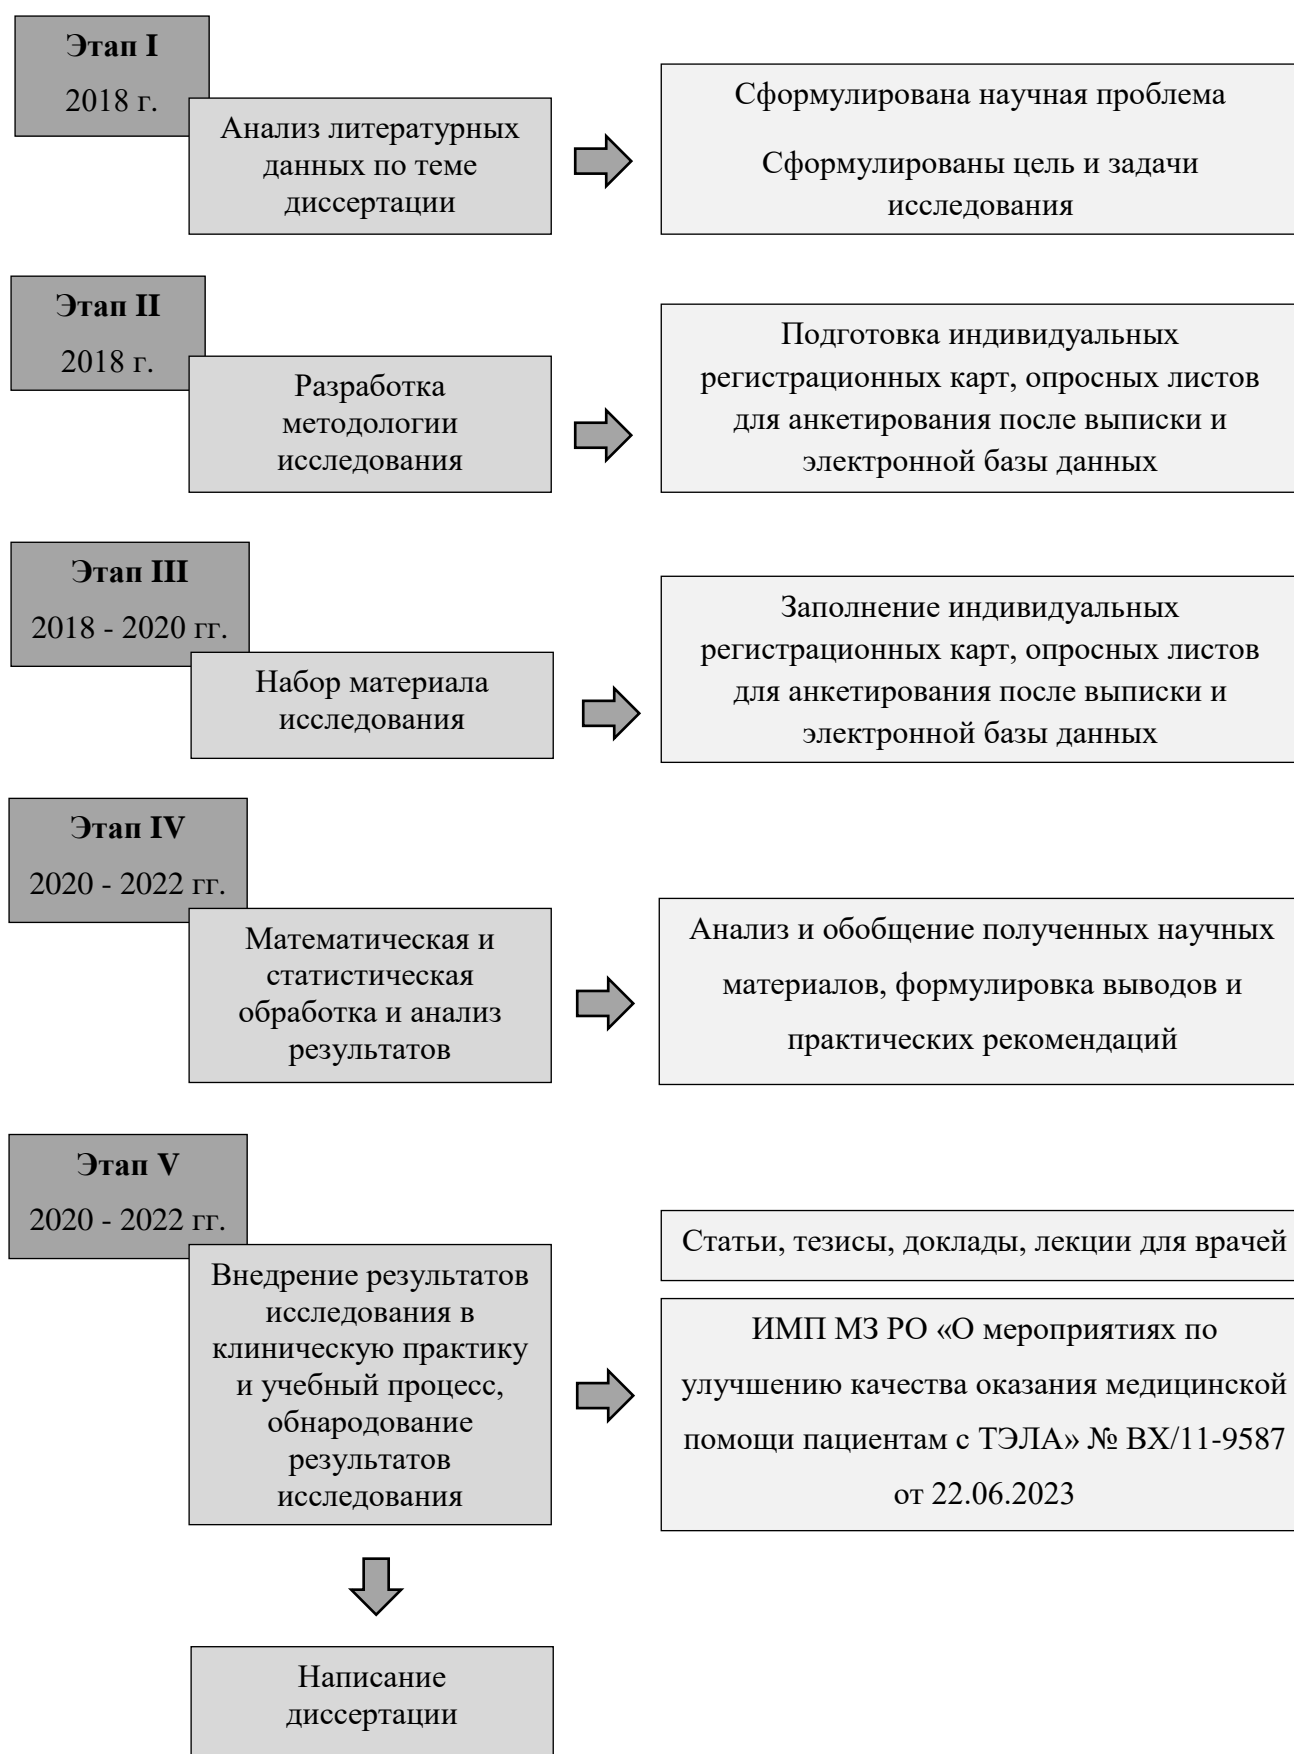 Этап I
2018 г.
Анализ литературных
данных по теме
диссертации
Сформулирована научная проблема
Сформулированы цель и задачи
исследования
Этап II
2018 г.
Разработка
методологии
исследования
Подготовка индивидуальных
регистрационных карт, опросных листов
для анкетирования после выписки и
электронной базы данных
Этап III
2018 - 2020 гг.
Набор материала
исследования
Заполнение индивидуальных
регистрационных карт, опросных листов
для анкетирования после выписки и
электронной базы данных
Этап IV
2020 - 2022 гг.
Математическая и
статистическая
обработка и анализ
результатов
Анализ и обобщение полученных научных
материалов, формулировка выводов и
практических рекомендаций
Этап V
2020 - 2022 гг.
Внедрение результатов
исследования в
клиническую практику
и учебный процесс,
обнародование
результатов
исследования
Статьи, тезисы, доклады, лекции для врачей
ИМП МЗ РО «О мероприятиях по
улучшению качества оказания медицинской
помощи пациентам с ТЭЛА» № ВХ/11-9587
от 22.06.2023
Написание
диссертации